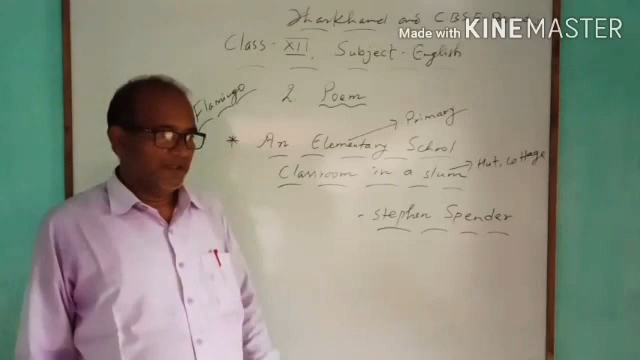 Jharkhand and CBSE
Made with KINEMASTER
Class - XII. Subject - English
Flamingo
2. Poem
Primary
* An Elementary School
Hut, Cottage
Classroom in a slum
- Stephen Spender